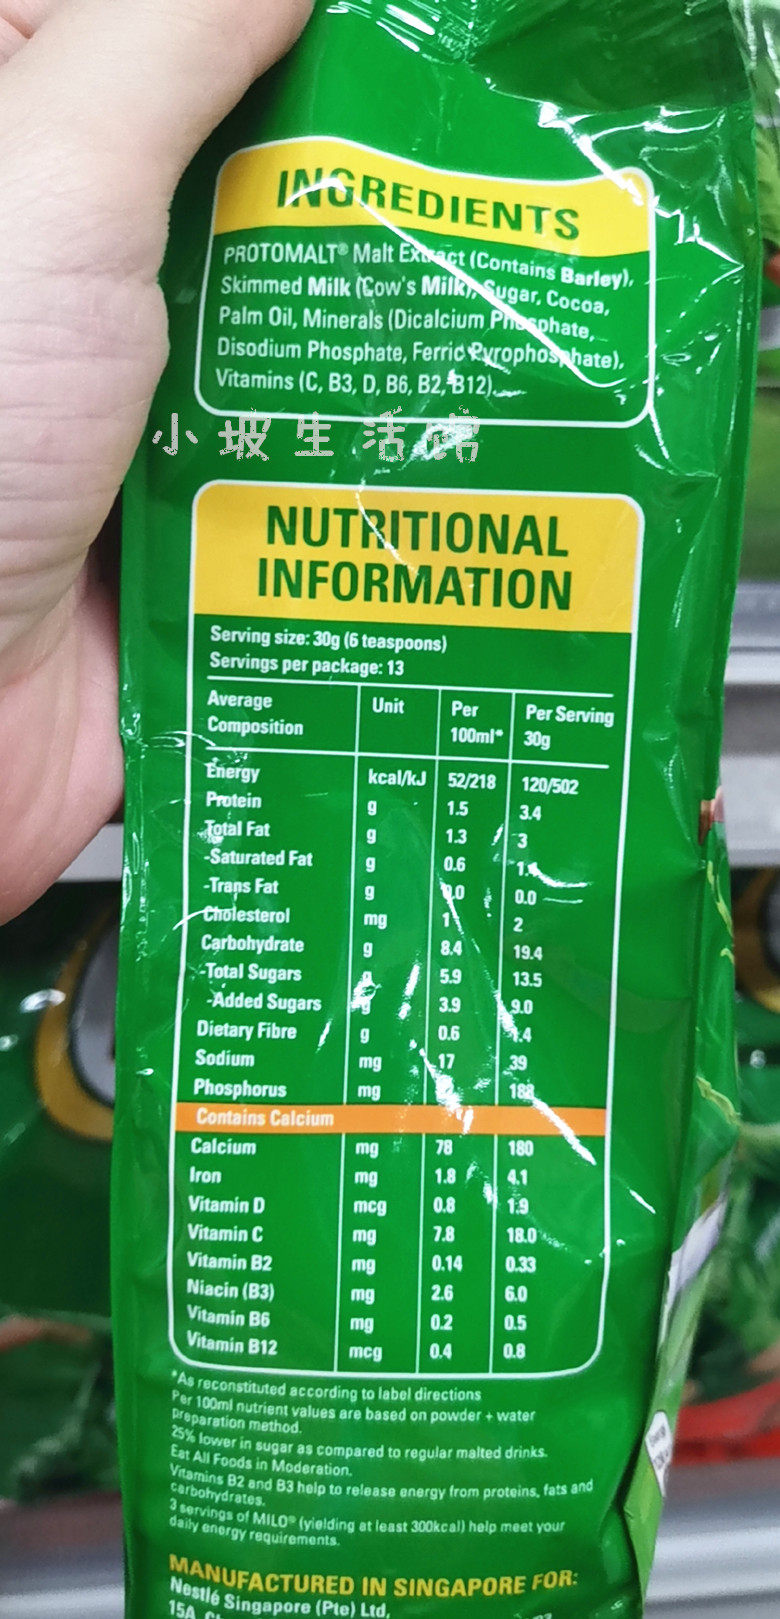 INGREDIENTS
PROTOMALT® Malt Extract (Contains Barley),
Skimmed Milk (Cow's Milk), Sugar, Cocoa,
Palm Oil, Minerals (Dicalcium Phosphate,
Disodium Phosphate, Ferric Pyrophosphate),
Vitamins (C, B3, D, B6, B2, B12).
小坡生活馆
NUTRITIONAL
INFORMATION
Serving size: 30g (6 teaspoons)
Servings per package: 13
Average Composition Unit Per 100ml* Per Serving 30g
Energy kcal/kJ 52/218 120/502
Protein g 1.5 3.4
Total Fat g 1.3 3
-Saturated Fat g 0.6 1.4
-Trans Fat g 0.0 0.0
Cholesterol mg 1 2
Carbohydrate g 8.4 19.4
-Total Sugars g 5.9 13.5
-Added Sugars g 3.9 9.0
Dietary Fibre g 0.6 1.4
Sodium mg 17 39
Phosphorus mg
Contains Calcium
Calcium mg 78 180
Iron mg 1.8 4.1
Vitamin D mcg 0.8 1.9
Vitamin C mg 7.8 18.0
Vitamin B2 mg 0.14 0.33
Niacin (B3) mg 2.6 6.0
Vitamin B6 mg 0.2 0.5
Vitamin B12 mcg 0.4 0.8
*As reconstituted according to label directions
Per 100ml nutrient values are based on powder + water
preparation method.
25% lower in sugar as compared to regular malted drinks.
Eat All Foods in Moderation.
Vitamins B2 and B3 help to release energy from proteins, fats and
carbohydrates.
3 servings of MILO® (yielding at least 300kcal) help meet your
daily energy requirements.
MANUFACTURED IN SINGAPORE FOR:
Nestlé Singapore (Pte) Ltd,
15A